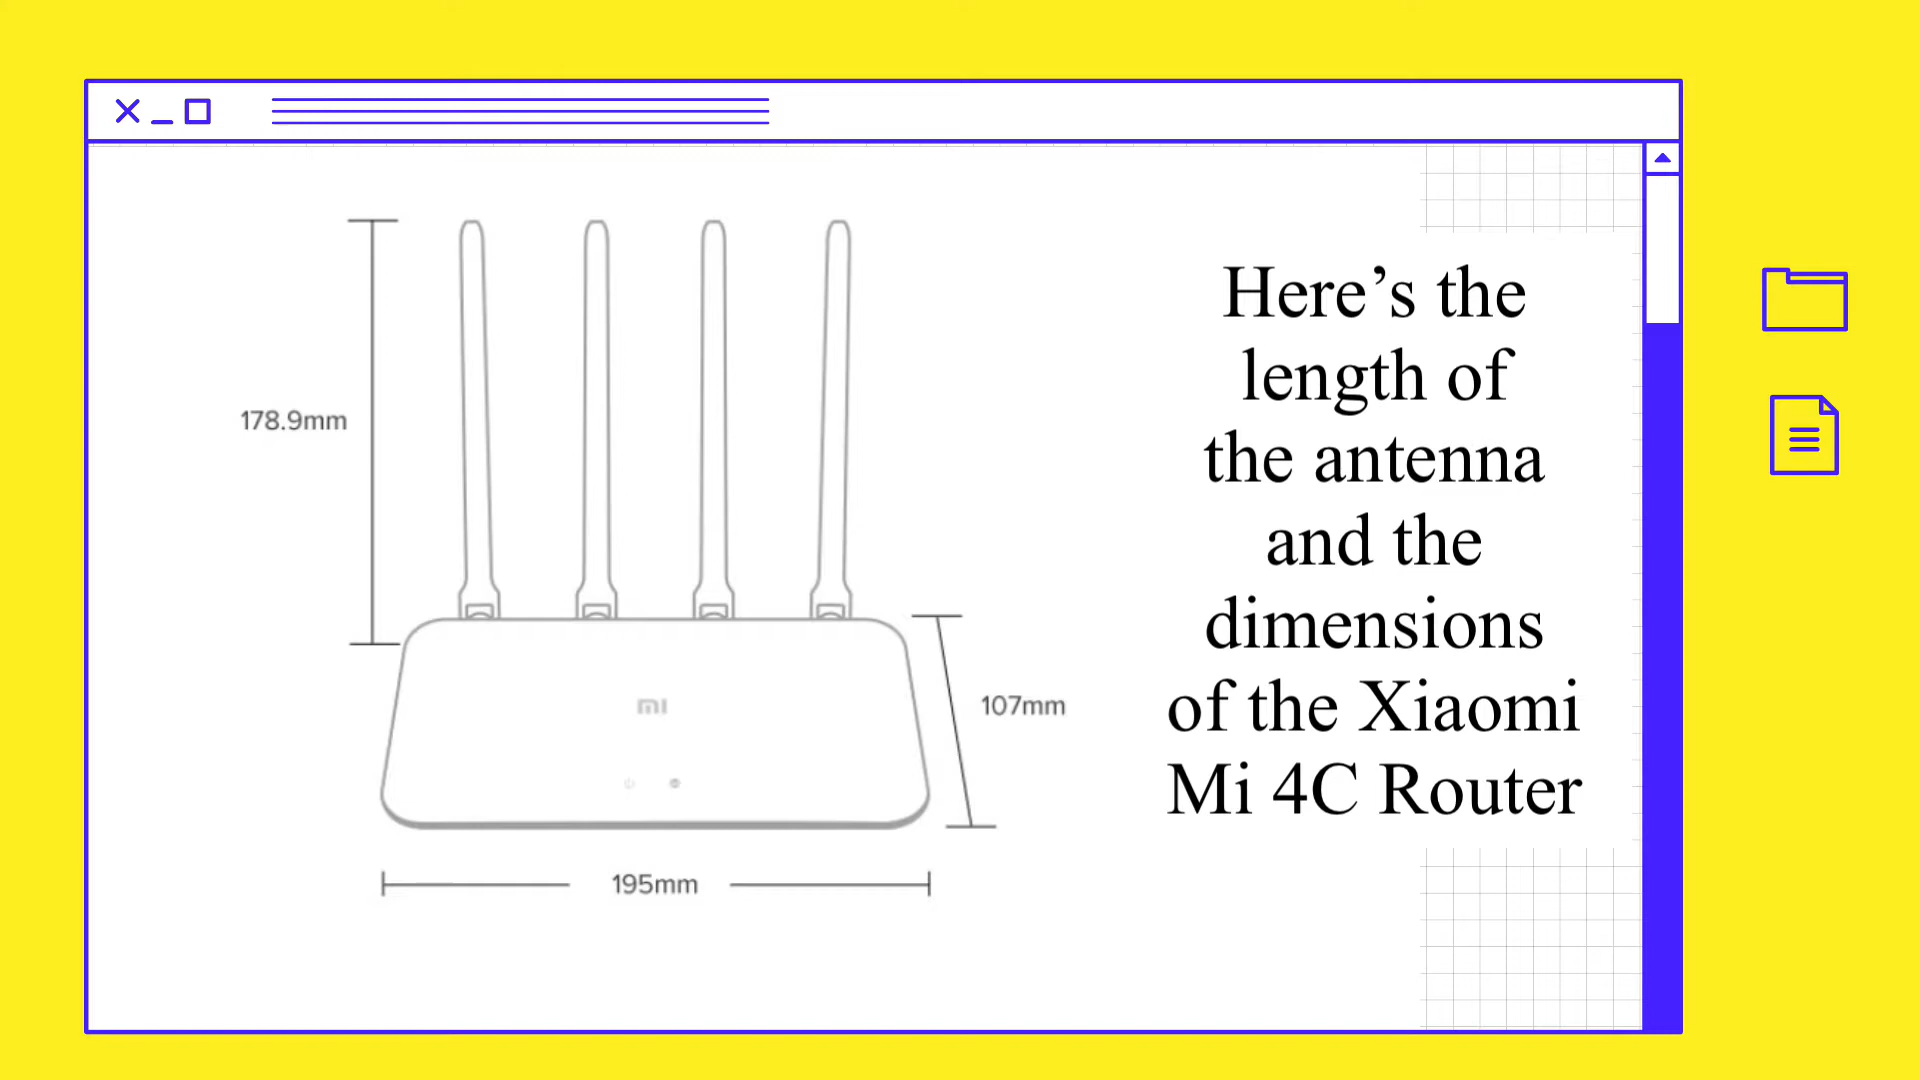 178.9mm
mi
107mm
195mm
Here’s the
length of
the antenna
and the
dimensions
of the Xiaomi
Mi 4C Router